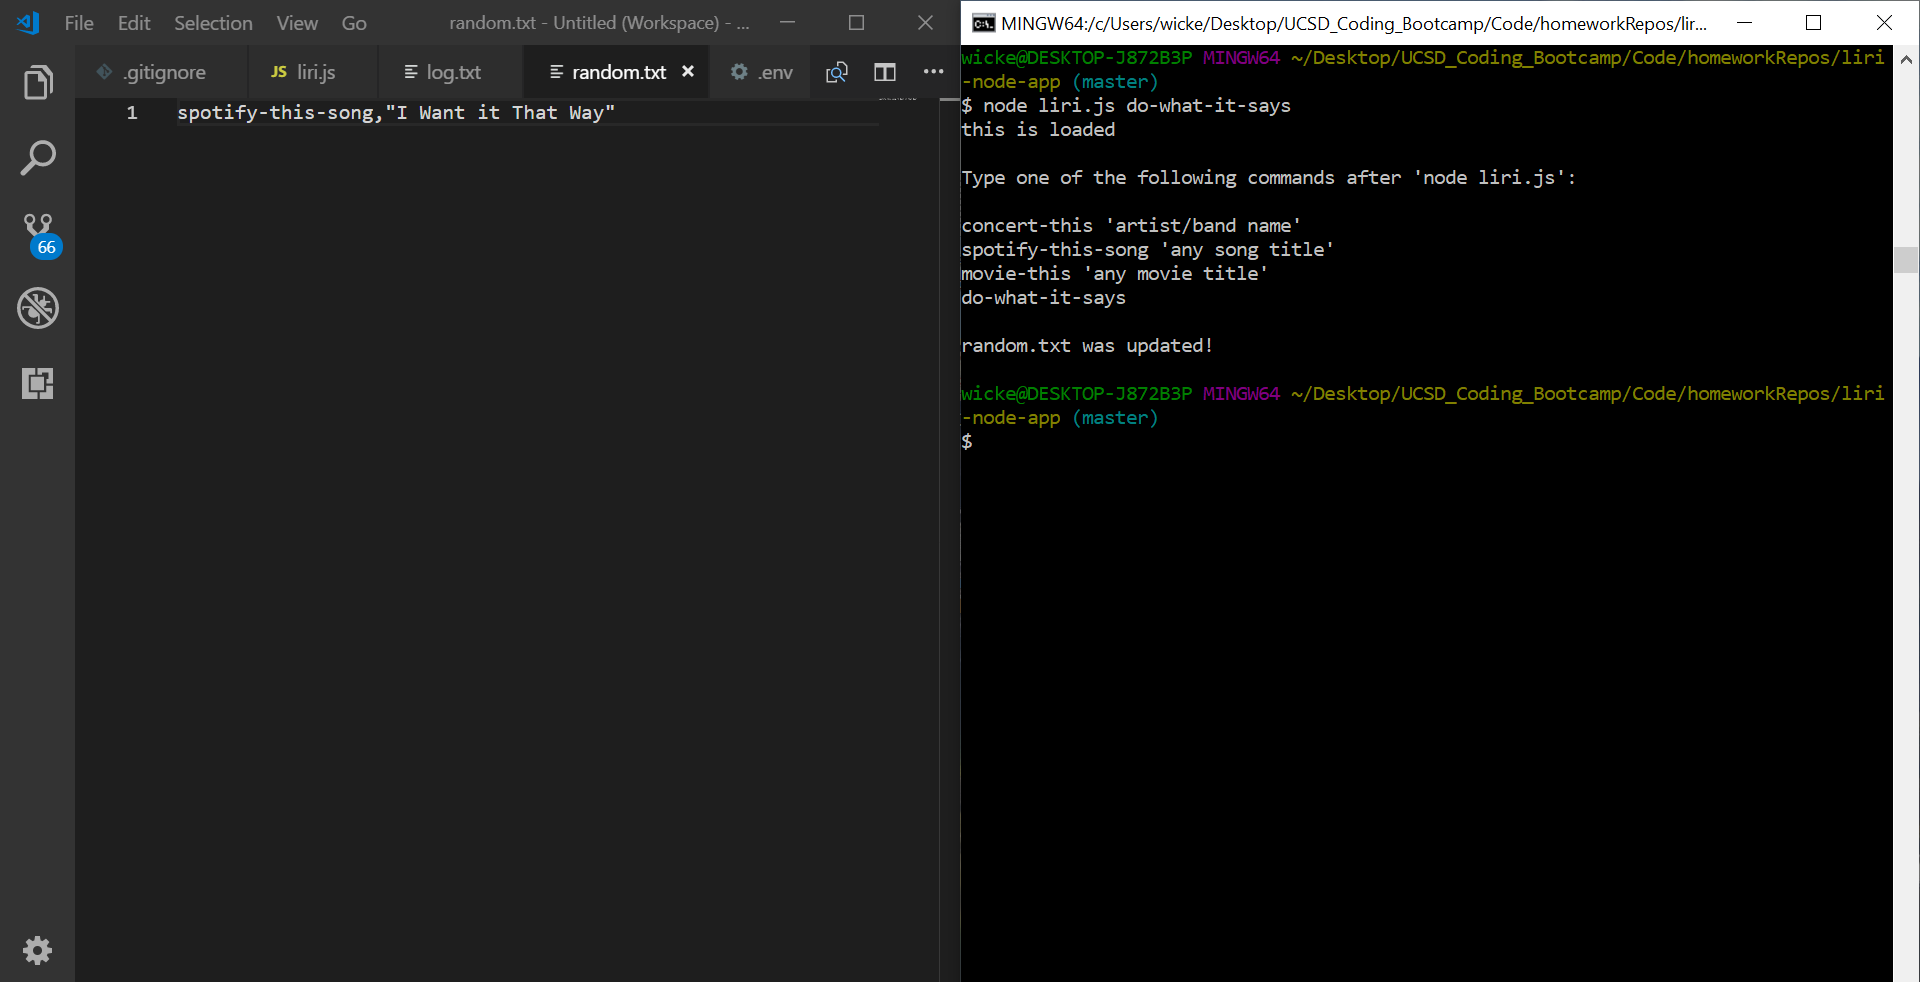 File Edit Selection View Go random.txt - Untitled (Workspace) - ...
.gitignore JS liri.js log.txt random.txt .env
1 spotify-this-song,"I Want it That Way"
66
MINGW64:/c/Users/wicke/Desktop/UCSD_Coding_Bootcamp/Code/homeworkRepos/lir...
wicke@DESKTOP-J872B3P MINGW64 ~/Desktop/UCSD_Coding_Bootcamp/Code/homeworkRepos/liri
-node-app (master)
$ node liri.js do-what-it-says
this is loaded
Type one of the following commands after 'node liri.js':
concert-this 'artist/band name'
spotify-this-song 'any song title'
movie-this 'any movie title'
do-what-it-says
random.txt was updated!
wicke@DESKTOP-J872B3P MINGW64 ~/Desktop/UCSD_Coding_Bootcamp/Code/homeworkRepos/liri
-node-app (master)
$